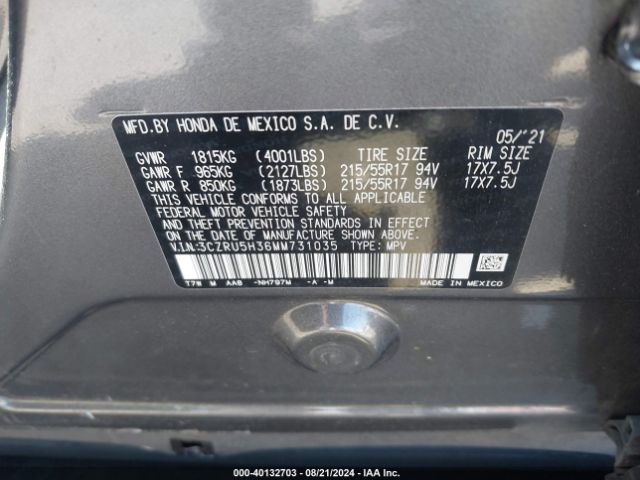 MFD.BY HONDA DE MEXICO S.A. DE C.V.
05/'21
GVWR 1815KG (4001LBS) TIRE SIZE RIM SIZE
GAWR F 965KG (2127LBS) 215/55R17 94V 17X7.5J
GAWR R 850KG (1873LBS) 215/55R17 94V 17X7.5J
THIS VEHICLE CONFORMS TO ALL APPLICABLE
FEDERAL MOTOR VEHICLE SAFETY
AND THEFT PREVENTION STANDARDS IN EFFECT
ON THE DATE OF MANUFACTURE SHOWN ABOVE.
V.I.N:3CZRU5H36MM731035 TYPE: MPV
T7W M AAB -NH797M -A -M
MADE IN MEXICO
000-40132703 - 08/21/2024 - IAA Inc.